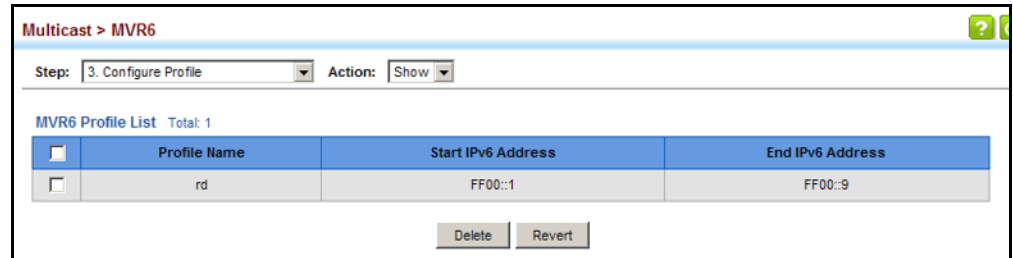 Multicast > MVR6
?
Step: 3. Configure Profile Action: Show
MVR6 Profile List Total: 1
Profile Name Start IPv6 Address End IPv6 Address
rd FF00::1 FF00::9
Delete Revert